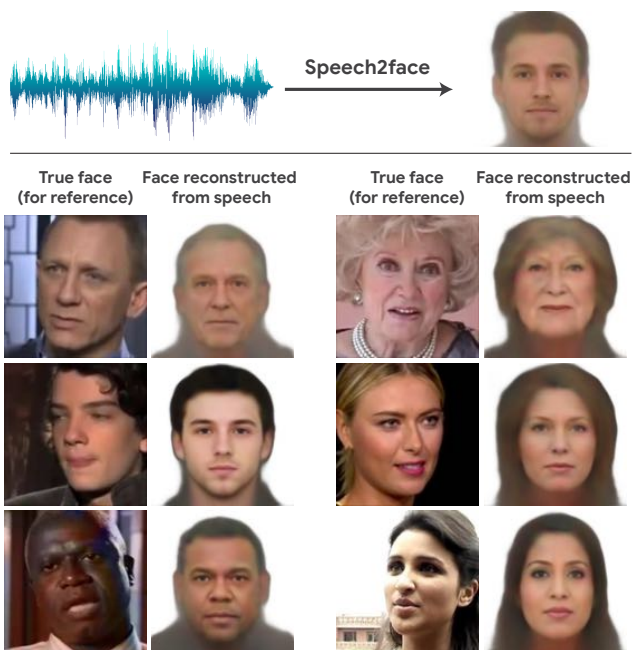 Speech2face
True face
(for reference)
Face reconstructed
from speech
True face
(for reference)
Face reconstructed
from speech